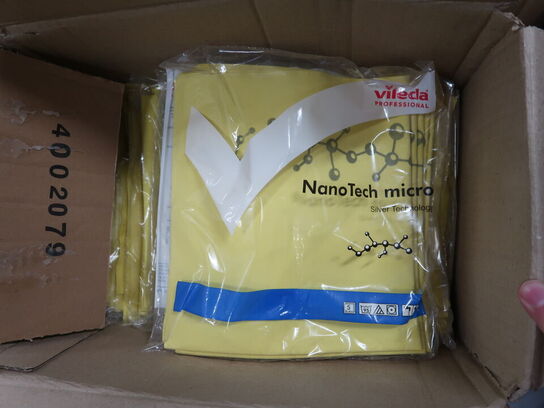 vileda
PROFESSIONAL
NanoTech micro
Silver Technology
4002079